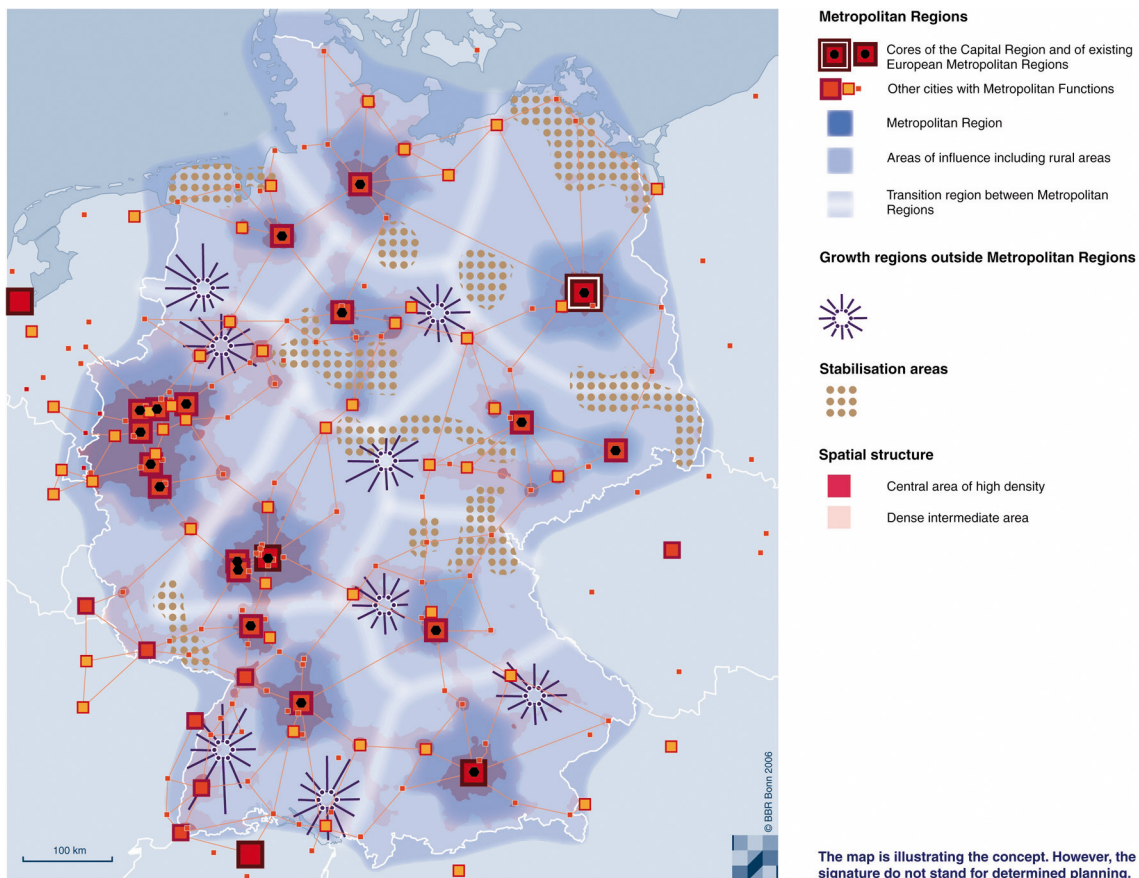 Metropolitan Regions
Cores of the Capital Region and of existing
European Metropolitan Regions
Other cities with Metropolitan Functions
Metropolitan Region
Areas of influence including rural areas
Transition region between Metropolitan
Regions
Growth regions outside Metropolitan Regions
Stabilisation areas
Spatial structure
Central area of high density
Dense intermediate area
100 km
© BBR Bonn 2006
The map is illustrating the concept. However, the
signature do not stand for determined planning.